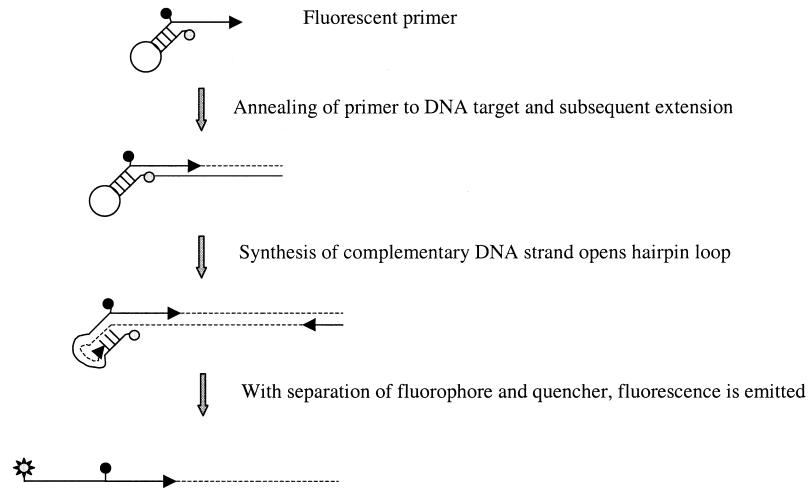 Fluorescent primer
Annealing of primer to DNA target and subsequent extension
Synthesis of complementary DNA strand opens hairpin loop
With separation of fluorophore and quencher, fluorescence is emitted